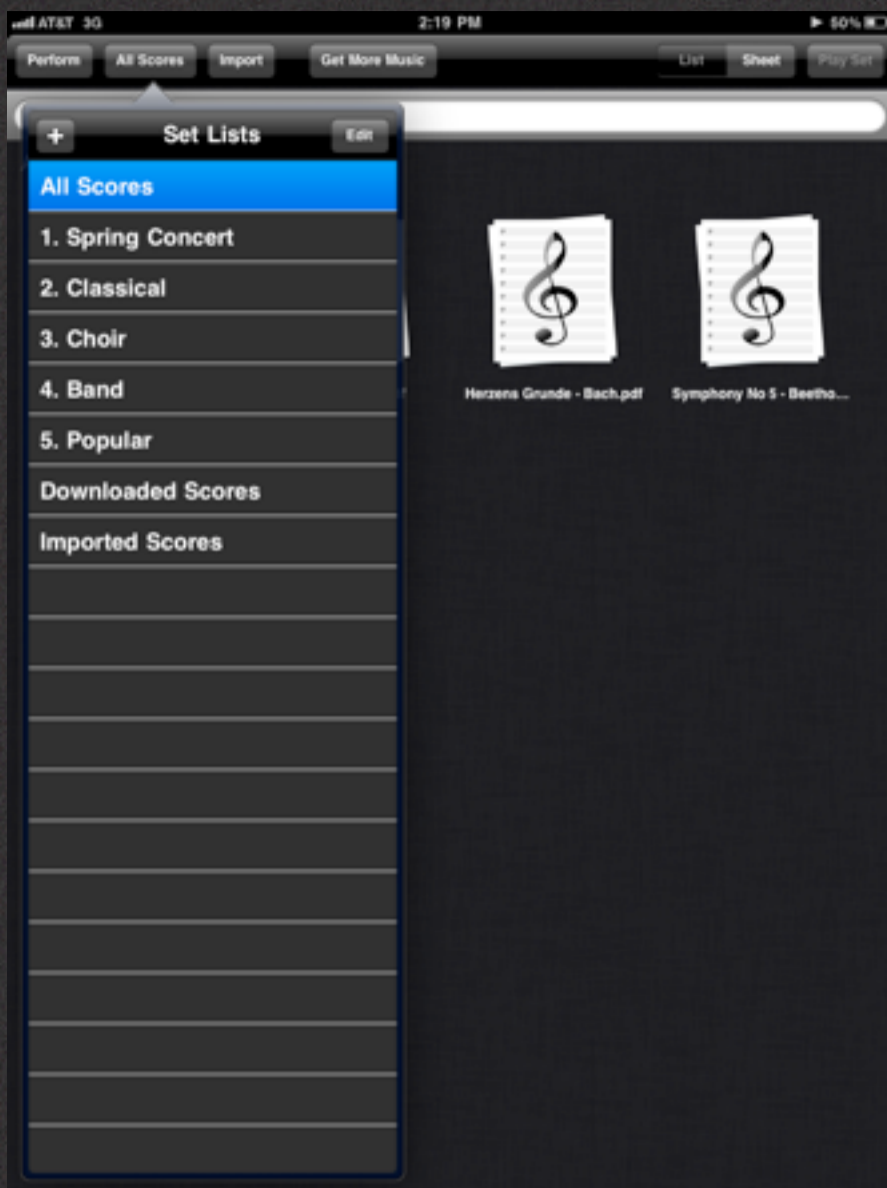 AT&T 3G 2:19 PM 50%
Perform All Scores Import Get More Music List Sheet Play Set
+ Set Lists Edit
All Scores
1. Spring Concert
2. Classical
3. Choir
4. Band
5. Popular
Downloaded Scores
Imported Scores
Herzens Grunde - Bach.pdf
Symphony No 5 - Beetho...